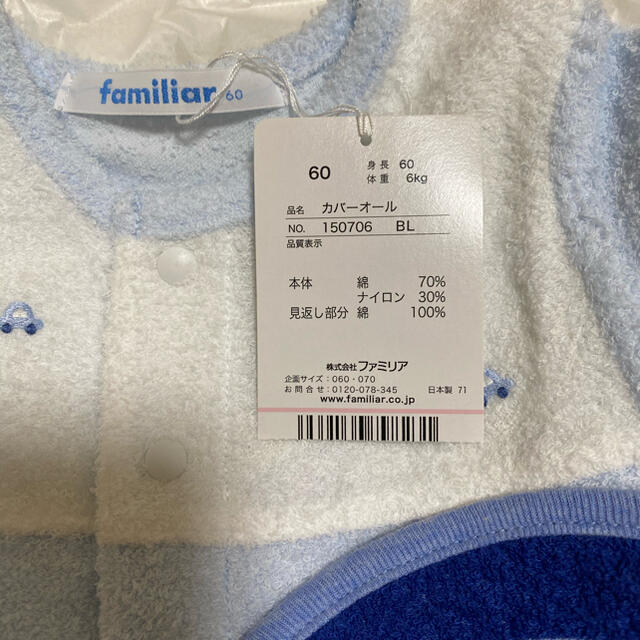 familiar 60
60 身長 60
体重 6kg
品名 カバーオール
NO. 150706 BL
品質表示
本体 綿 70%
ナイロン 30%
見返し部分 綿 100%
株式会社ファミリア
企画サイズ：060・070
お問合せ：0120-078-345 日本製 71
www.familiar.co.jp